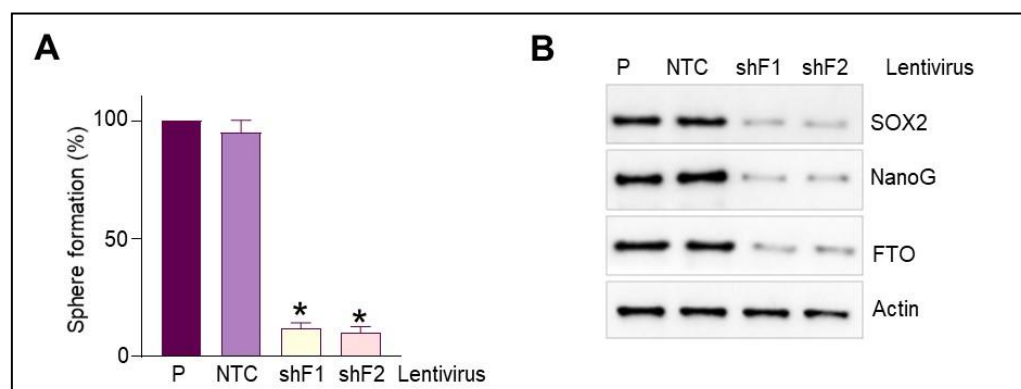 A
Sphere formation (%)
100
50
0
P NTC shF1 shF2 Lentivirus
* *
B
P NTC shF1 shF2 Lentivirus
SOX2
NanoG
FTO
Actin